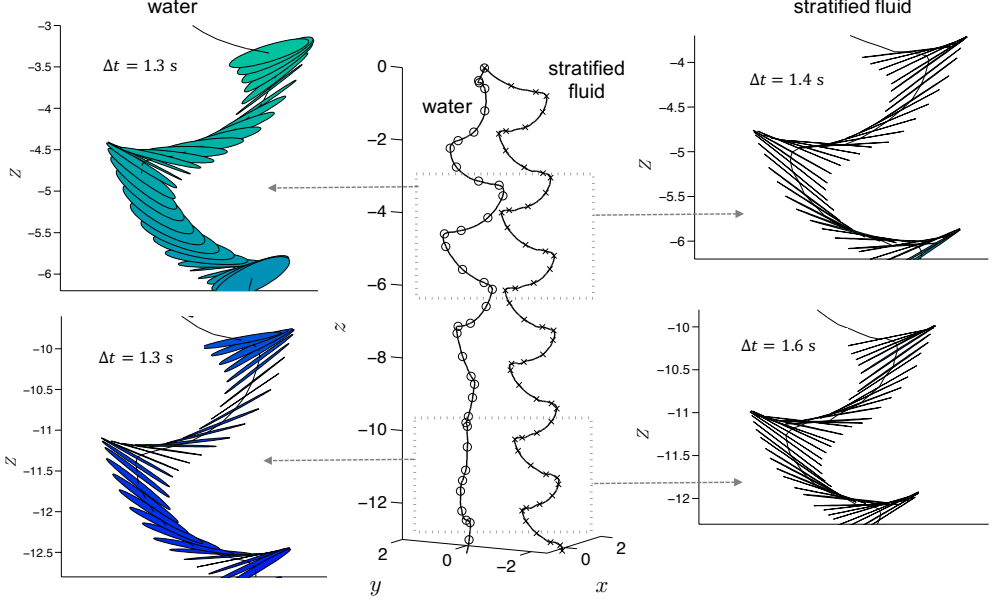 water
stratified fluid
−3
−3.5
−4
−4.5
−5
−5.5
−6
Z
Δt = 1.3 s
0
−2
−4
−6
−8
−10
−12
z
water
stratified
fluid
2
0
−2
y
0
2
x
−4
−4.5
−5
−5.5
−6
Z
Δt = 1.4 s
−10
−10.5
−11
−11.5
−12
−12.5
Z
Δt = 1.3 s
−10
−10.5
−11
−11.5
−12
Z
Δt = 1.6 s